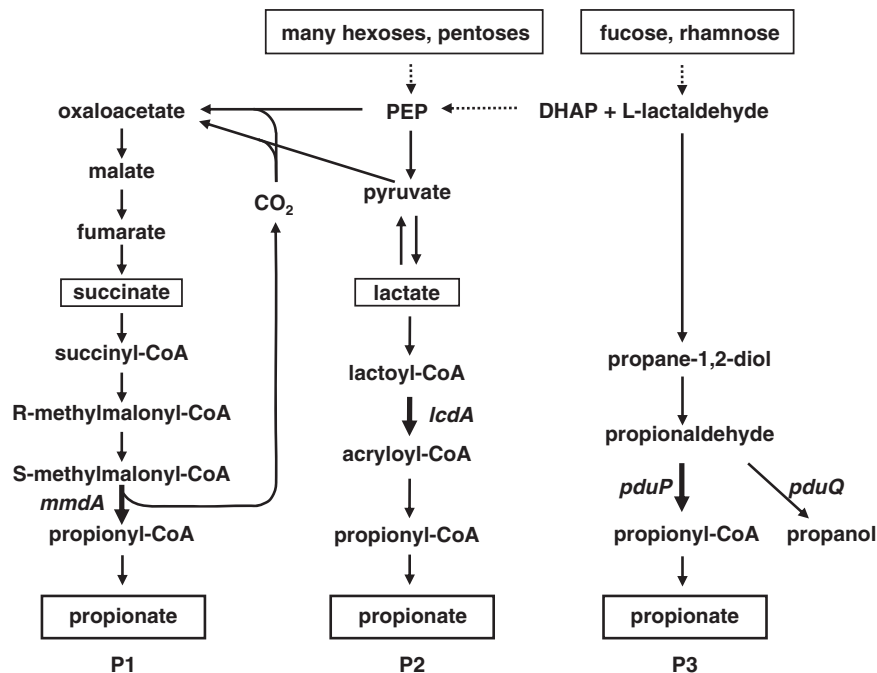 many hexoses, pentoses
fucose, rhamnose
oxaloacetate
PEP
DHAP + L-lactaldehyde
malate
CO₂
pyruvate
fumarate
succinate
lactate
succinyl-CoA
lactoyl-CoA
propane-1,2-diol
R-methylmalonyl-CoA
lcdA
propionaldehyde
S-methylmalonyl-CoA
acryloyl-CoA
mmdA
pduP
pduQ
propionyl-CoA
propionyl-CoA
propionyl-CoA
propanol
propionate
propionate
propionate
P1
P2
P3